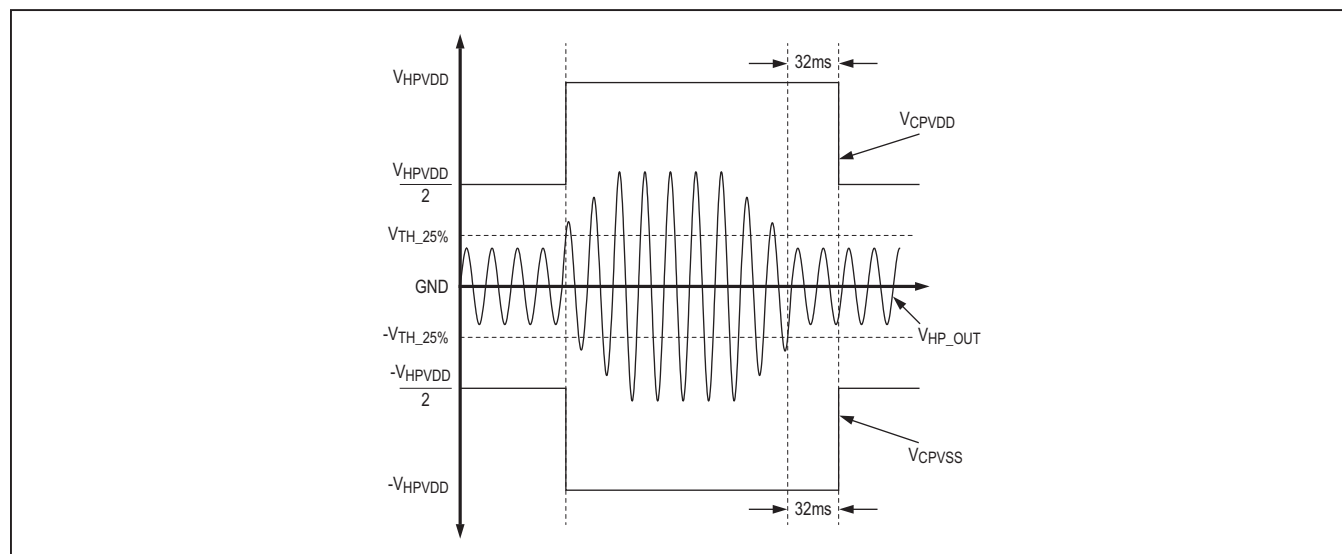 32ms
VHPVDD
VCPVDD
VHPVDD
2
VTH_25%
GND
-VTH_25%
VHP_OUT
-VHPVDD
2
VCPVSS
-VHPVDD
32ms